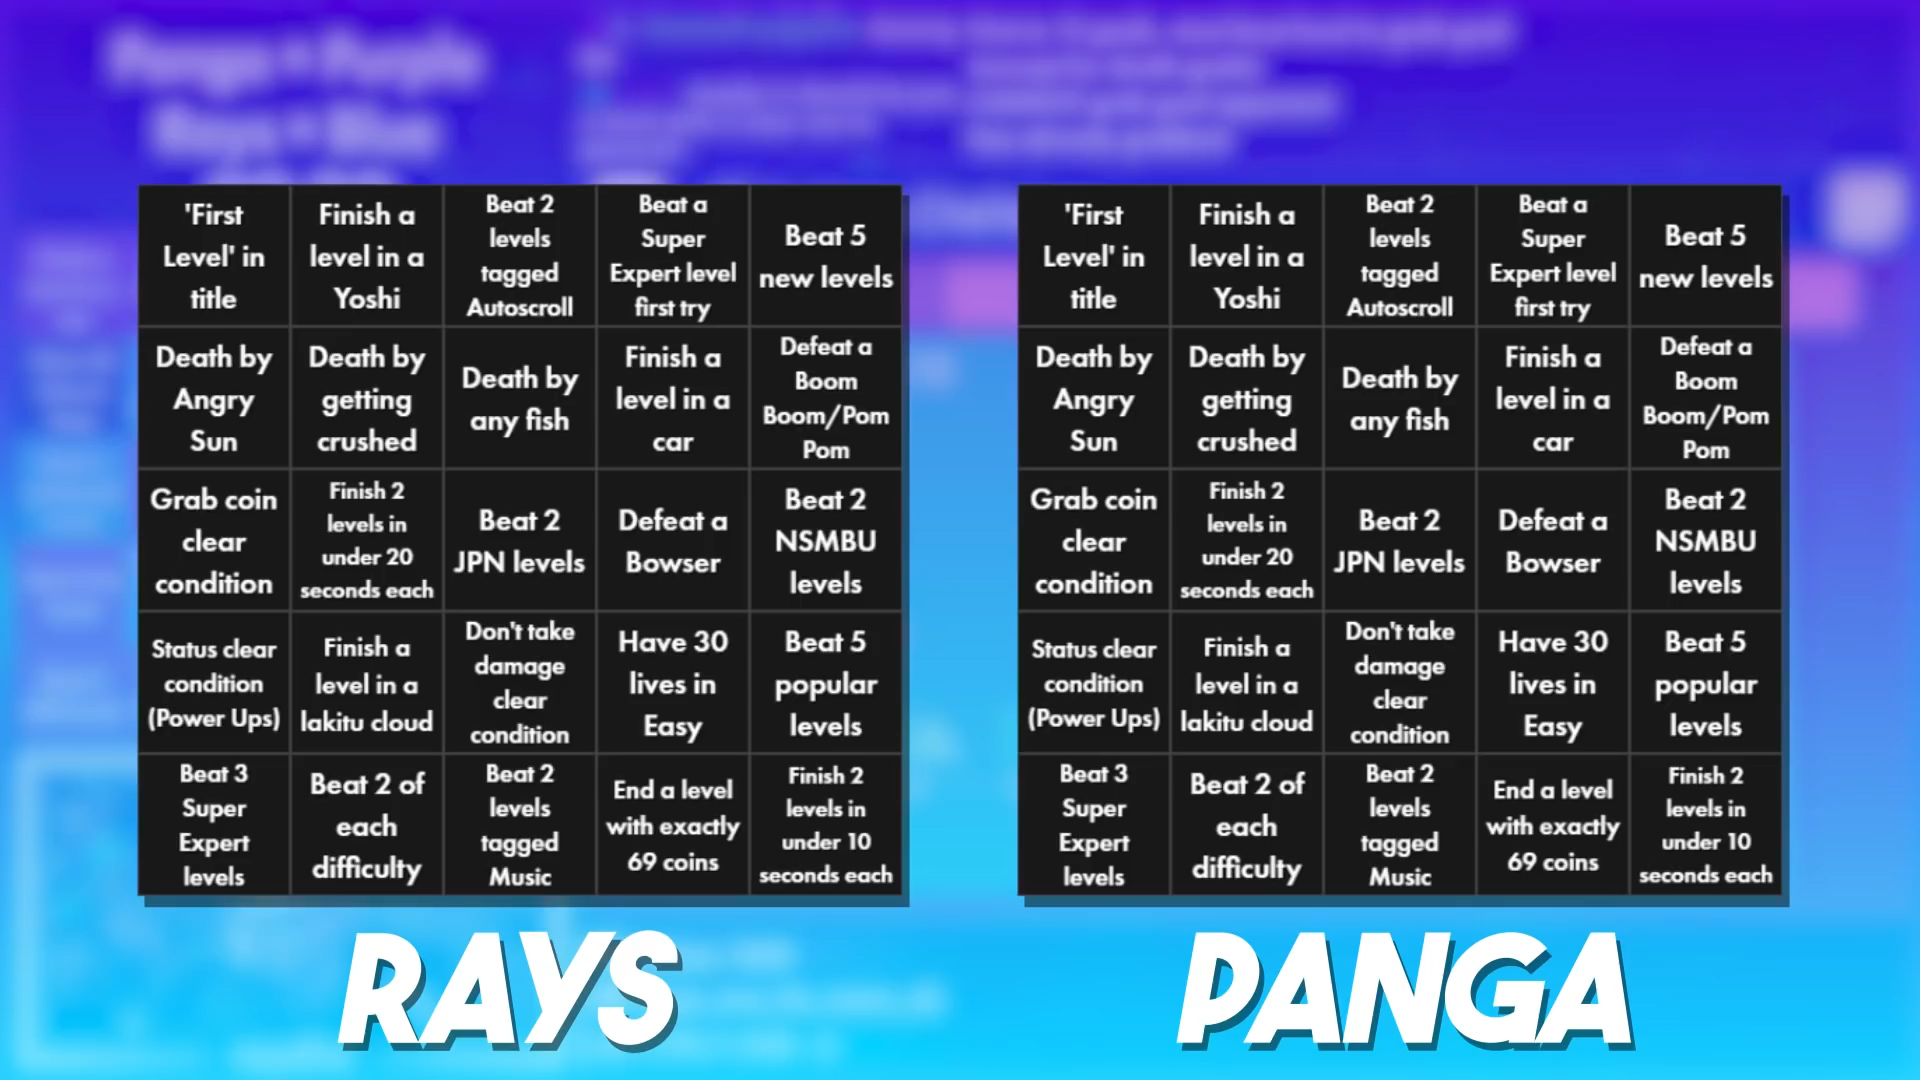 'First
Level' in
title
Finish a
level in a
Yoshi
Beat 2
levels
tagged
Autoscroll
Beat a
Super
Expert level
first try
Beat 5
new levels
Death by
Angry
Sun
Death by
getting
crushed
Death by
any fish
Finish a
level in a
car
Defeat a
Boom
Boom/Pom
Pom
Grab coin
clear
condition
Finish 2
levels in
under 20
seconds each
Beat 2
JPN levels
Defeat a
Bowser
Beat 2
NSMBU
levels
Status clear
condition
(Power Ups)
Finish a
level in a
lakitu cloud
Don't take
damage
clear
condition
Have 30
lives in
Easy
Beat 5
popular
levels
Beat 3
Super
Expert
levels
Beat 2 of
each
difficulty
Beat 2
levels
tagged
Music
End a level
with exactly
69 coins
Finish 2
levels in
under 10
seconds each
RAYS
'First
Level' in
title
Finish a
level in a
Yoshi
Beat 2
levels
tagged
Autoscroll
Beat a
Super
Expert level
first try
Beat 5
new levels
Death by
Angry
Sun
Death by
getting
crushed
Death by
any fish
Finish a
level in a
car
Defeat a
Boom
Boom/Pom
Pom
Grab coin
clear
condition
Finish 2
levels in
under 20
seconds each
Beat 2
JPN levels
Defeat a
Bowser
Beat 2
NSMBU
levels
Status clear
condition
(Power Ups)
Finish a
level in a
lakitu cloud
Don't take
damage
clear
condition
Have 30
lives in
Easy
Beat 5
popular
levels
Beat 3
Super
Expert
levels
Beat 2 of
each
difficulty
Beat 2
levels
tagged
Music
End a level
with exactly
69 coins
Finish 2
levels in
under 10
seconds each
PANGA
Panga = Purple
Rays = Blue